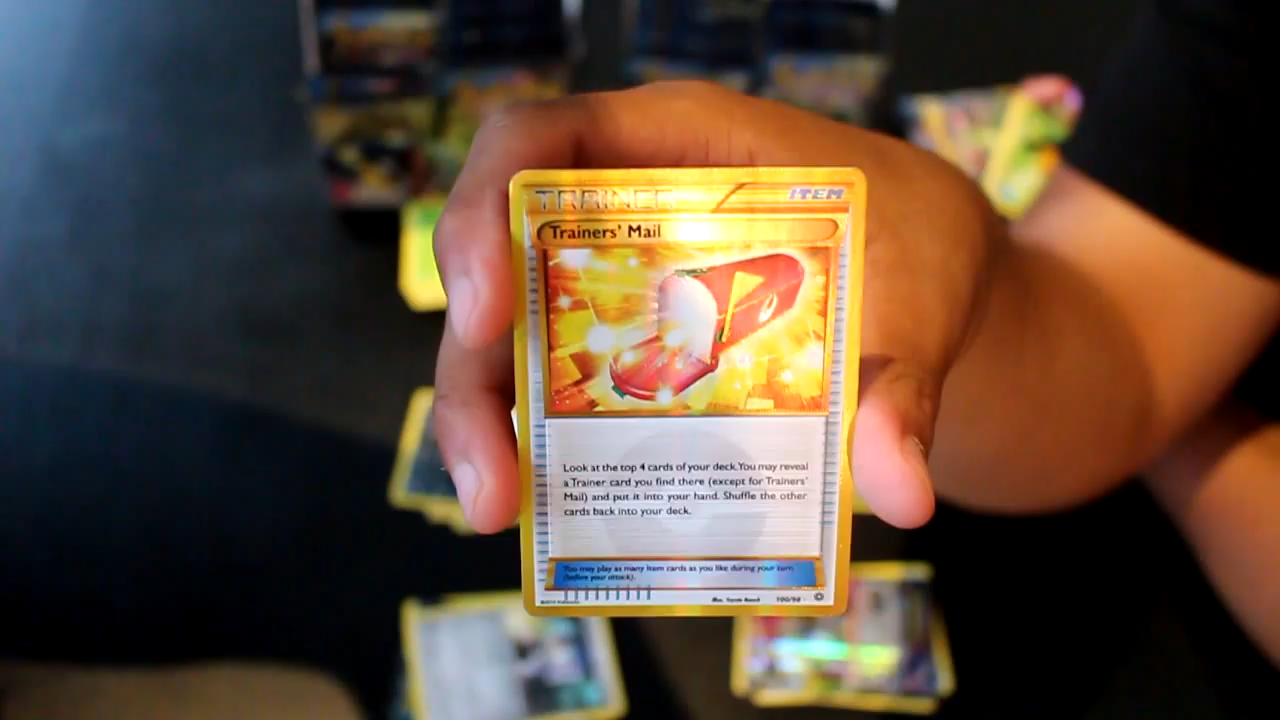 TRAINER ITEM
Trainers' Mail
Look at the top 4 cards of your deck. You may reveal
a Trainer card you find there (except for Trainers'
Mail) and put it into your hand. Shuffle the other
cards back into your deck.
You may play as many Item cards as you like during your turn
(before your attack).
100/98